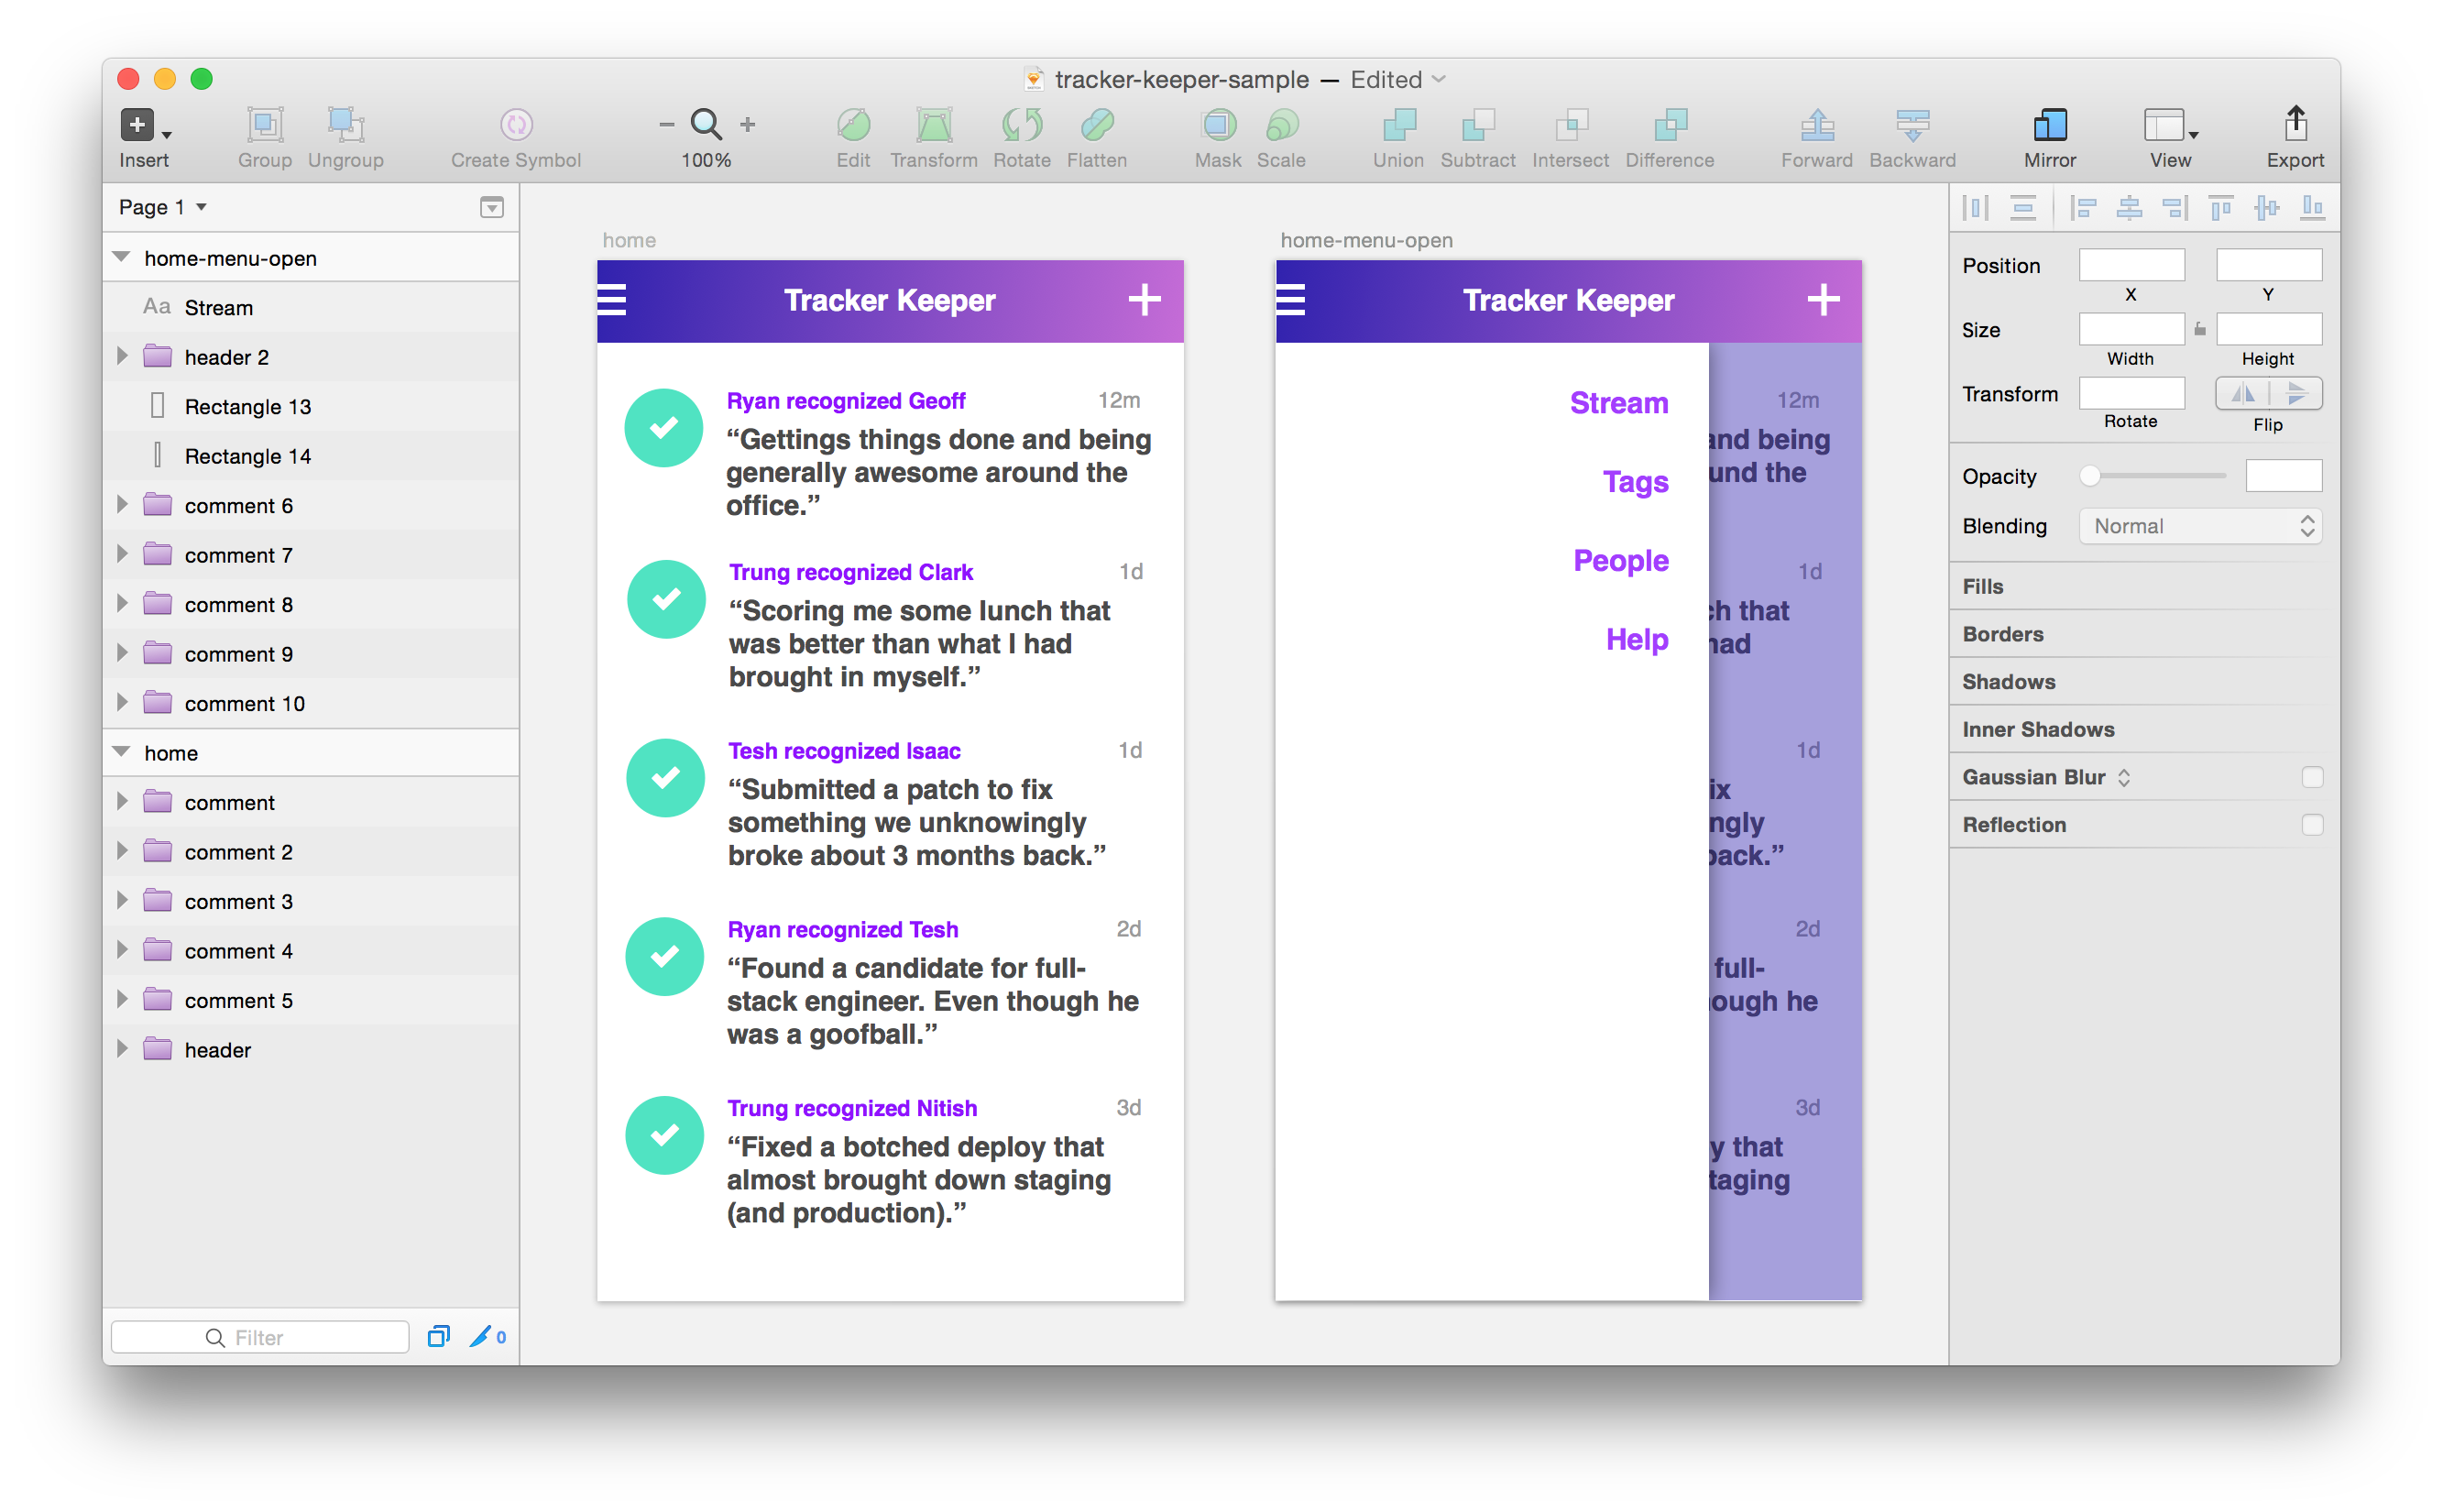 tracker-keeper-sample — Edited
Insert
Group
Ungroup
Create Symbol
100%
Edit
Transform
Rotate
Flatten
Mask
Scale
Union
Subtract
Intersect
Difference
Forward
Backward
Mirror
View
Export
Page 1
home-menu-open
Aa Stream
header 2
Rectangle 13
Rectangle 14
comment 6
comment 7
comment 8
comment 9
comment 10
home
comment
comment 2
comment 3
comment 4
comment 5
header
Filter
0
home
Tracker Keeper
Ryan recognized Geoff 12m
“Gettings things done and being
generally awesome around the
office.”
Trung recognized Clark 1d
“Scoring me some lunch that
was better than what I had
brought in myself.”
Tesh recognized Isaac 1d
“Submitted a patch to fix
something we unknowingly
broke about 3 months back.”
Ryan recognized Tesh 2d
“Found a candidate for full-
stack engineer. Even though he
was a goofball.”
Trung recognized Nitish 3d
“Fixed a botched deploy that
almost brought down staging
(and production).”
home-menu-open
Tracker Keeper
Stream
Tags
People
Help
12m
and being
und the
1d
ch that
had
1d
ix
ngly
back.”
2d
full-
ough he
3d
y that
taging
Position
X
Y
Size
Width
Height
Transform
Rotate
Flip
Opacity
Blending
Normal
Fills
Borders
Shadows
Inner Shadows
Gaussian Blur
Reflection